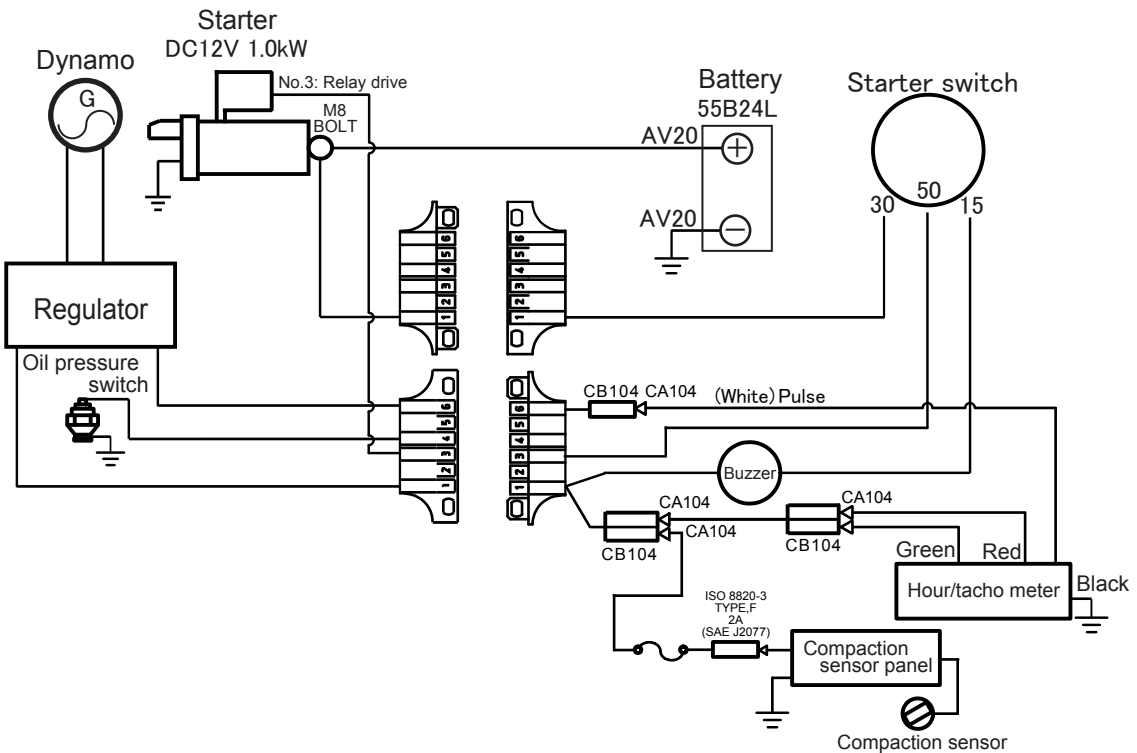 Starter
DC12V 1.0kW
Dynamo
G
No.3: Relay drive
M8
BOLT
Battery
55B24L
AV20
AV20
Starter switch
30
50
15
6
5
4
3
2
1
6
5
4
3
2
1
Regulator
Oil pressure
switch
6
5
4
3
2
1
6
5
4
3
2
1
CB104
CA104
(White) Pulse
Buzzer
CA104
CA104
CB104
CA104
CB104
Green
Red
Hour/tacho meter
Black
ISO 8820-3
TYPE,F
2A
(SAE J2077)
Compaction
sensor panel
Compaction sensor